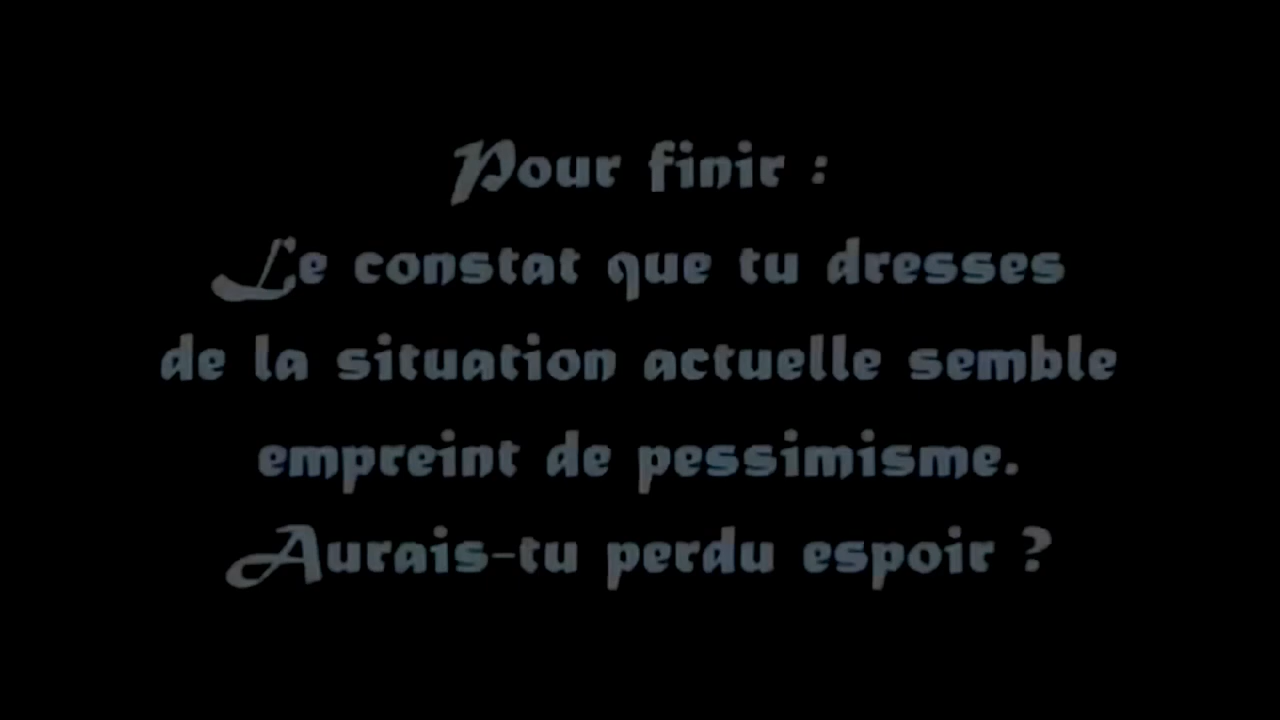 Pour finir :
Le constat que tu dresses
de la situation actuelle semble
empreint de pessimisme.
Aurais-tu perdu espoir ?